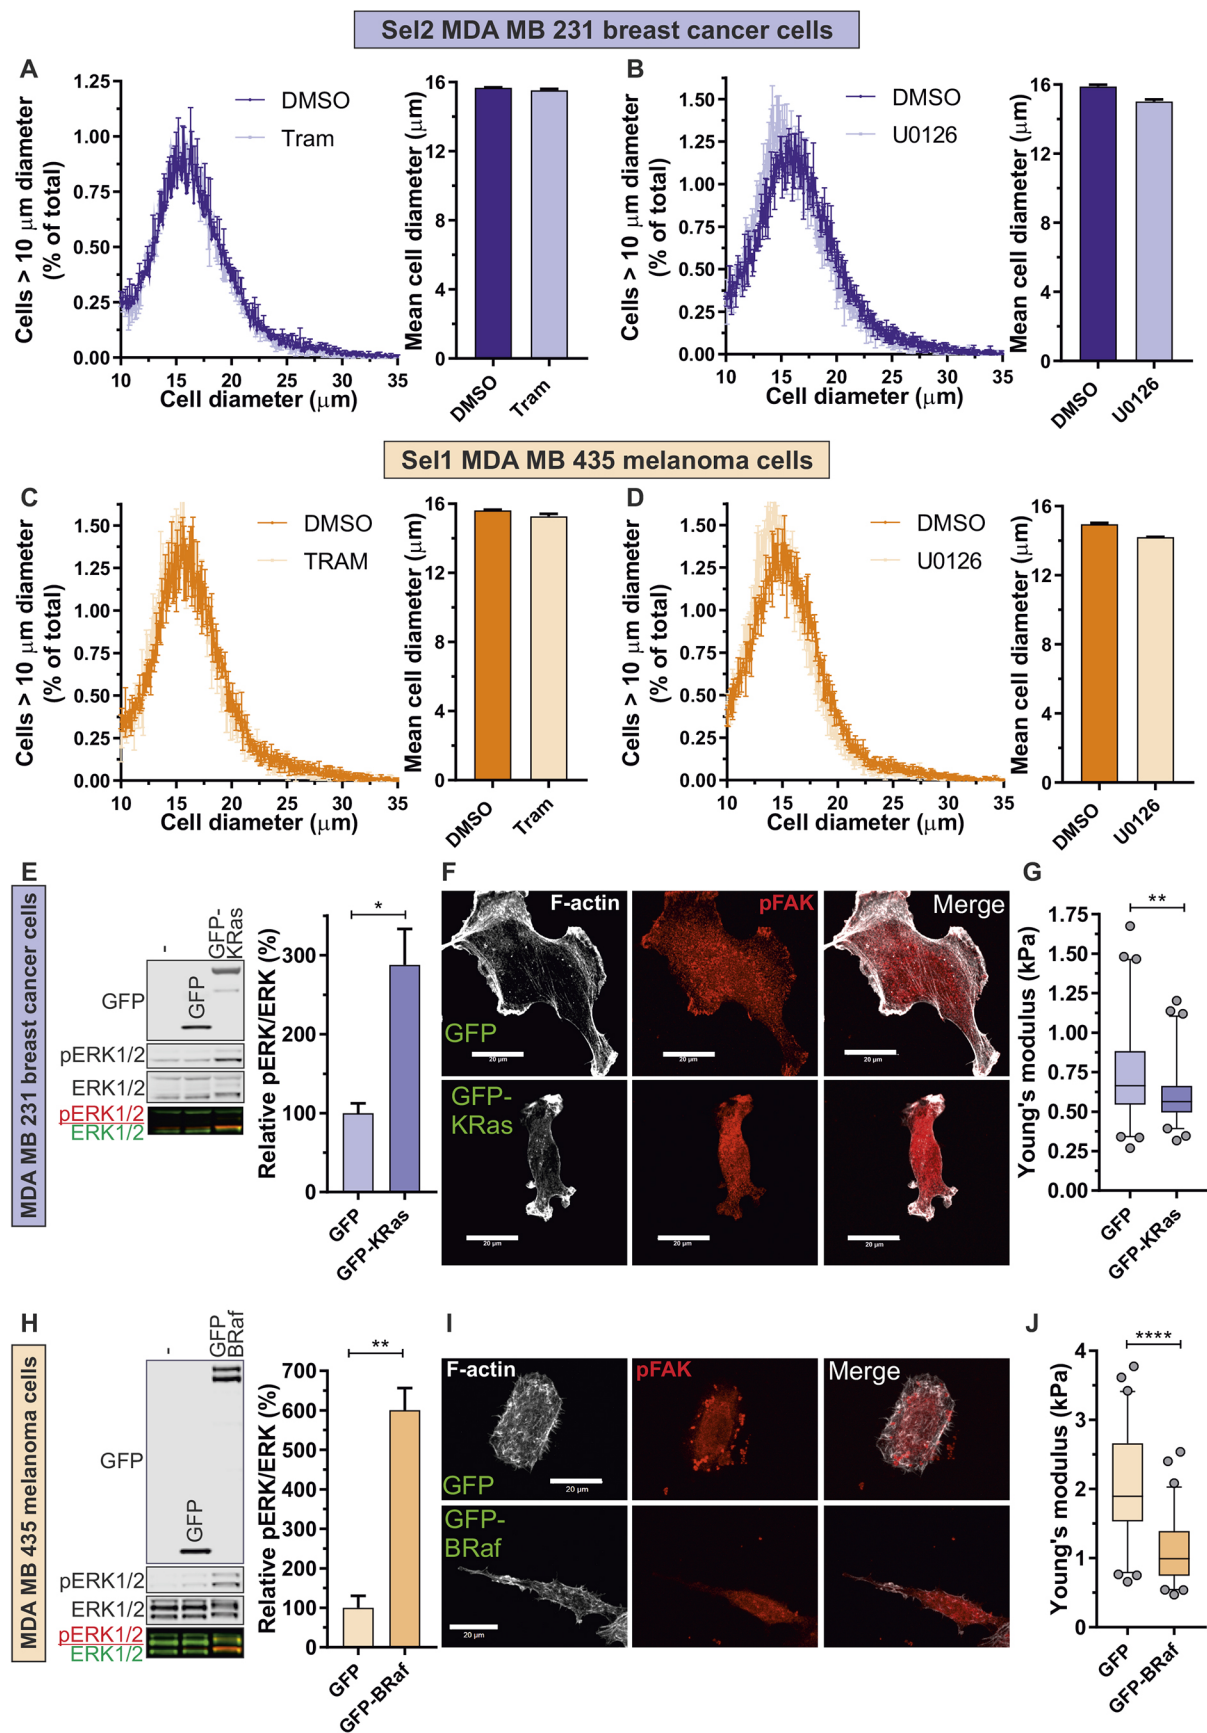 Sel2 MDA MB 231 breast cancer cells
A
Cells > 10 μm diameter
(% of total)
1.25
1.00
0.75
0.50
0.25
0.00
10 15 20 25 30 35
Cell diameter (μm)
DMSO
Tram
Mean cell diameter (μm)
16
12
8
4
0
DMSO
Tram
B
Cells > 10 μm diameter
(% of total)
1.50
1.25
1.00
0.75
0.50
0.25
0.00
10 15 20 25 30 35
Cell diameter (μm)
DMSO
U0126
Mean cell diameter (μm)
16
12
8
4
0
DMSO
U0126
Sel1 MDA MB 435 melanoma cells
C
Cells > 10 μm diameter
(% of total)
1.50
1.25
1.00
0.75
0.50
0.25
0.00
10 15 20 25 30 35
Cell diameter (μm)
DMSO
TRAM
Mean cell diameter (μm)
16
12
8
4
0
DMSO
Tram
D
Cells > 10 μm diameter
(% of total)
1.50
1.25
1.00
0.75
0.50
0.25
0.00
10 15 20 25 30 35
Cell diameter (μm)
DMSO
U0126
Mean cell diameter (μm)
16
12
8
4
0
DMSO
U0126
MDA MB 231 breast cancer cells
E
-
GFP
GFP-
KRas
GFP
pERK1/2
ERK1/2
pERK1/2
ERK1/2
Relative pERK/ERK (%)
300
200
100
0
*
GFP
GFP-KRas
F
F-actin
pFAK
Merge
GFP
20 μm
20 μm
20 μm
GFP-
KRas
20 μm
20 μm
20 μm
G
**
Young's modulus (kPa)
1.75
1.50
1.25
1.00
0.75
0.50
0.25
0.00
GFP
GFP-KRas
MDA MB 435 melanoma cells
H
-
GFP
GFP
BRaf
GFP
pERK1/2
ERK1/2
pERK1/2
ERK1/2
Relative pERK/ERK (%)
700
600
500
400
300
200
100
0
**
GFP
GFP-BRaf
I
F-actin
pFAK
Merge
GFP
20 μm
GFP-
BRaf
20 μm
J
****
Young's modulus (kPa)
4
3
2
1
0
GFP
GFP-BRaf